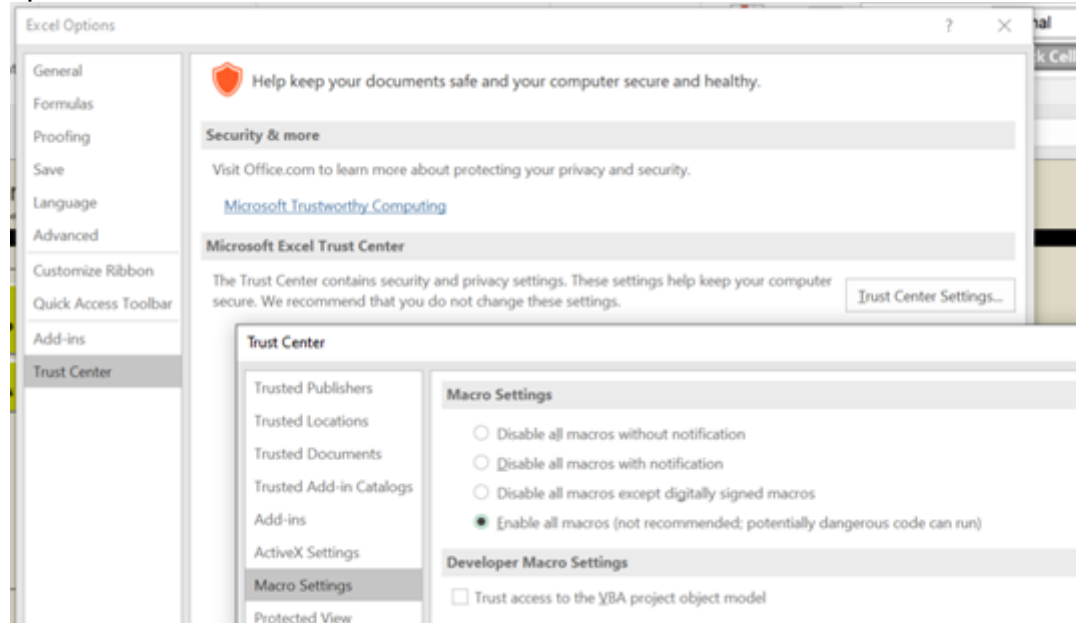 Excel Options
General
Formulas
Proofing
Save
Language
Advanced
Customize Ribbon
Quick Access Toolbar
Add-ins
Trust Center
Help keep your documents safe and your computer secure and healthy.
Security & more
Visit Office.com to learn more about protecting your privacy and security.
Microsoft Trustworthy Computing
Microsoft Excel Trust Center
The Trust Center contains security and privacy settings. These settings help keep your computer
secure. We recommend that you do not change these settings.
Trust Center Settings...
Trust Center
Trusted Publishers
Trusted Locations
Trusted Documents
Trusted Add-in Catalogs
Add-ins
ActiveX Settings
Macro Settings
Protected View
Macro Settings
Disable all macros without notification
Disable all macros with notification
Disable all macros except digitally signed macros
Enable all macros (not recommended; potentially dangerous code can run)
Developer Macro Settings
Trust access to the VBA project object model